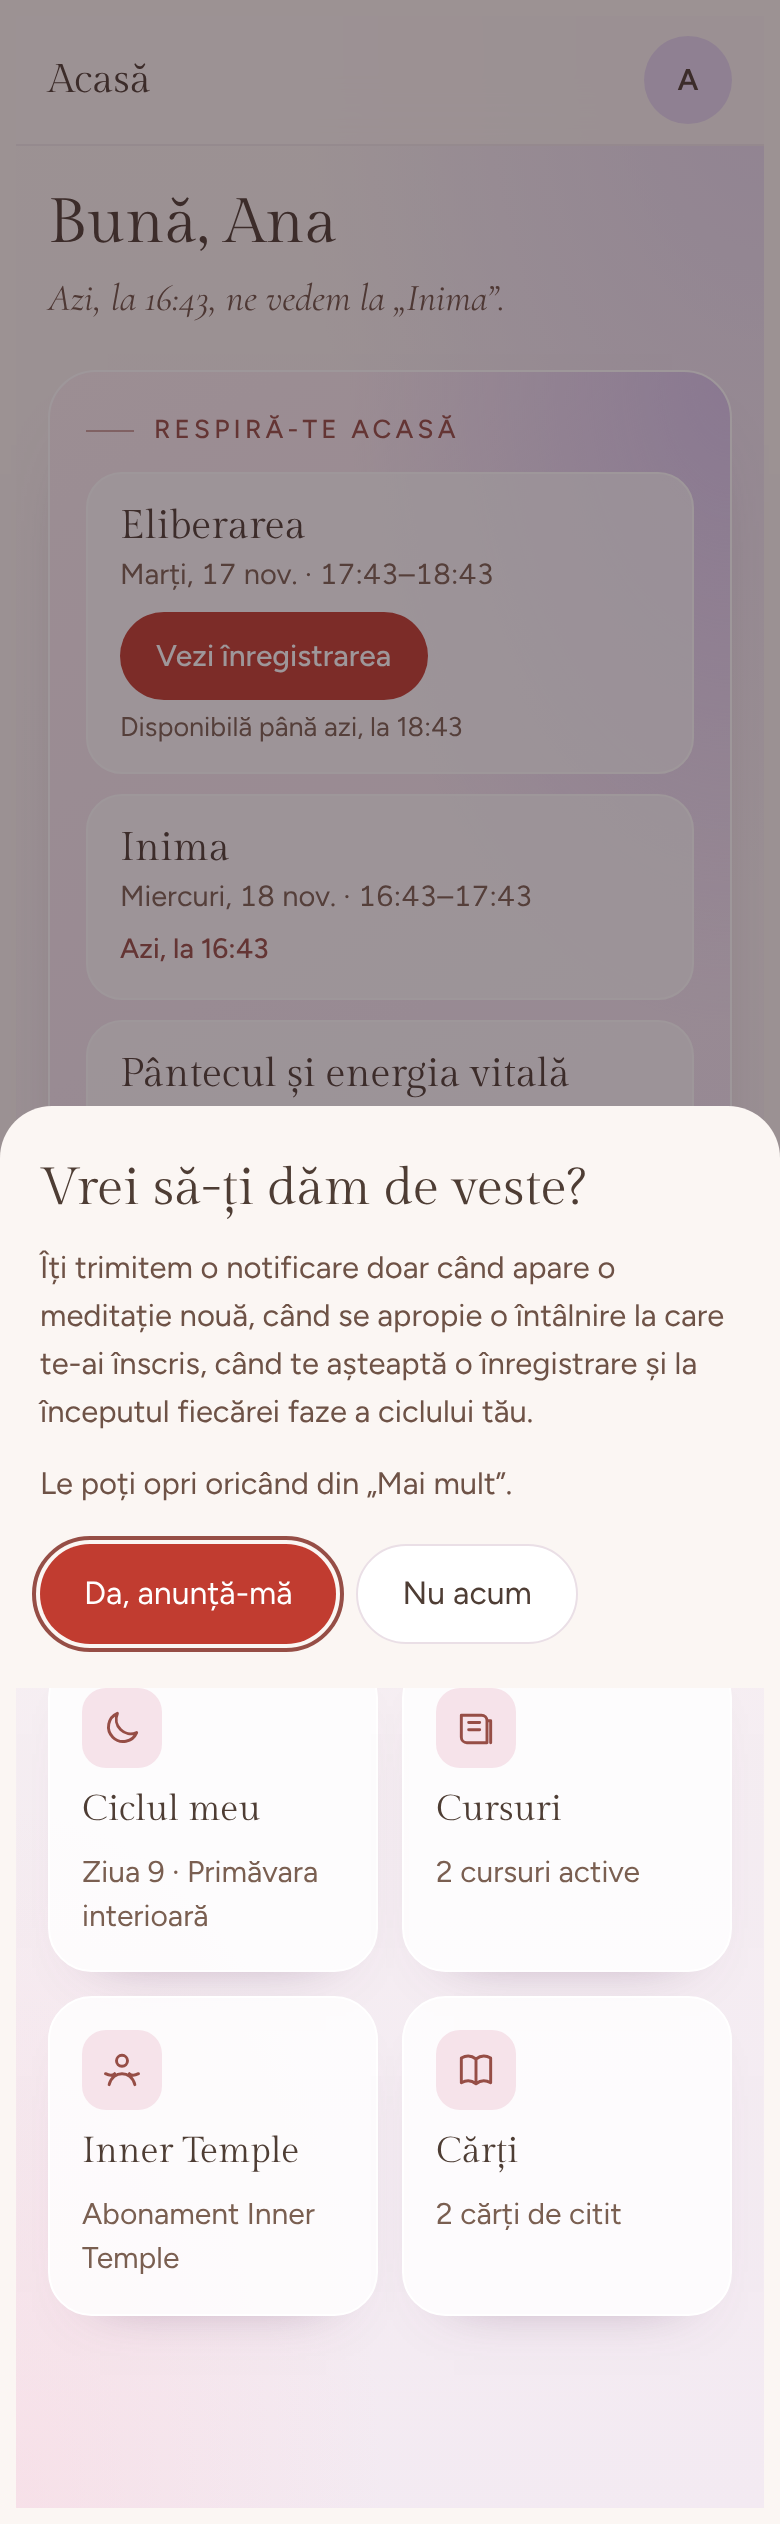 Acasă
A
Bună, Ana
Azi, la 16:43, ne vedem la „Inima”.
RESPIRĂ-TE ACASĂ
Eliberarea
Marți, 17 nov. · 17:43–18:43
Vezi înregistrarea
Disponibilă până azi, la 18:43
Inima
Miercuri, 18 nov. · 16:43–17:43
Azi, la 16:43
Pântecul și energia vitală
Vrei să-ți dăm de veste?
Îți trimitem o notificare doar când apare o
meditație nouă, când se apropie o întâlnire la care
te-ai înscris, când te așteaptă o înregistrare și la
începutul fiecărei faze a ciclului tău.
Le poți opri oricând din „Mai mult”.
Da, anunță-mă
Nu acum
Ciclul meu
Ziua 9 · Primăvara
interioară
Cursuri
2 cursuri active
Inner Temple
Abonament Inner
Temple
Cărți
2 cărți de citit